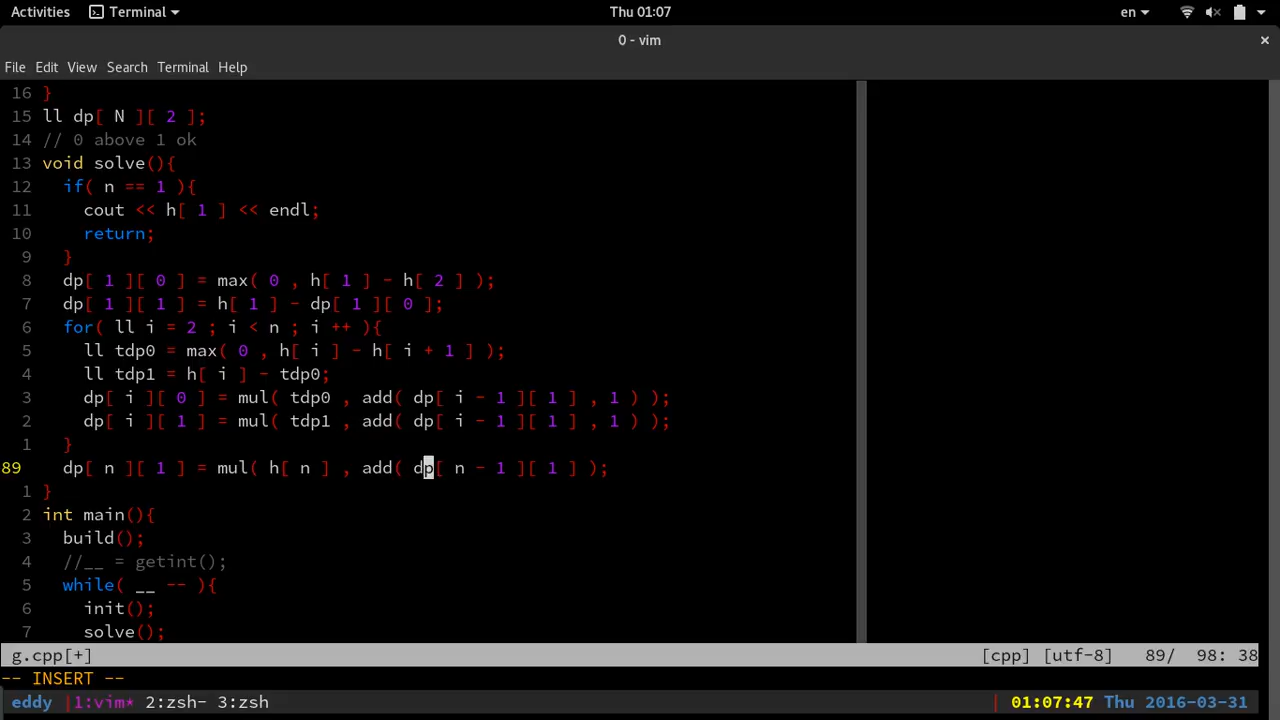 Activities Terminal Thu 01:07 en
0 - vim ×
File Edit View Search Terminal Help
16 }
15 ll dp[ N ][ 2 ];
14 // 0 above 1 ok
13 void solve(){
12 if( n == 1 ){
11 cout << h[ 1 ] << endl;
10 return;
9 }
8 dp[ 1 ][ 0 ] = max( 0 , h[ 1 ] - h[ 2 ] );
7 dp[ 1 ][ 1 ] = h[ 1 ] - dp[ 1 ][ 0 ];
6 for( ll i = 2 ; i < n ; i ++ ){
5 ll tdp0 = max( 0 , h[ i ] - h[ i + 1 ] );
4 ll tdp1 = h[ i ] - tdp0;
3 dp[ i ][ 0 ] = mul( tdp0 , add( dp[ i - 1 ][ 1 ] , 1 ) );
2 dp[ i ][ 1 ] = mul( tdp1 , add( dp[ i - 1 ][ 1 ] , 1 ) );
1 }
89 dp[ n ][ 1 ] = mul( h[ n ] , add( dp[ n - 1 ][ 1 ] );
1 }
2 int main(){
3 build();
4 //__ = getint();
5 while( __ -- ){
6 init();
7 solve();
g.cpp[+] [cpp] [utf-8] 89/ 98: 38
-- INSERT --
eddy |1:vim* 2:zsh- 3:zsh | 01:07:47 Thu 2016-03-31